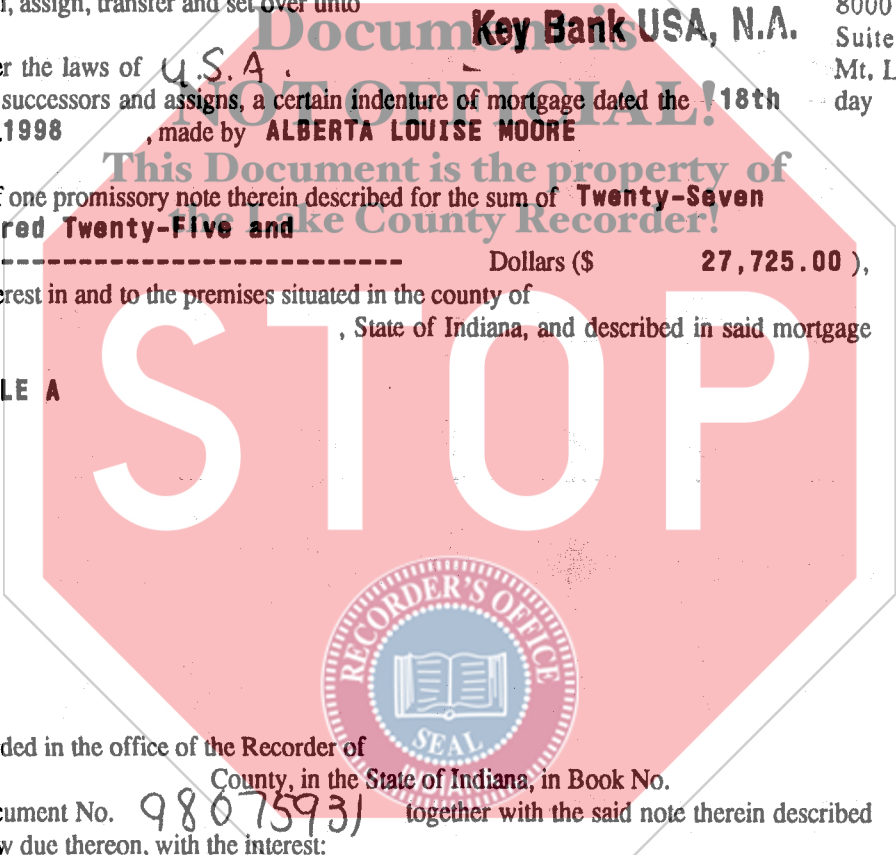 , assign, transfer and set over unto
Key Bank USA, N.A.
8000
Suite
Mt, L
r the laws of U.S.A.
successors and assigns, a certain indenture of mortgage dated the 18th day
1998 , made by ALBERTA LOUISE MOORE
Document is
NOT OFFICIAL!
This Document is the property of
the Lake County Recorder!
f one promissory note therein described for the sum of Twenty-Seven
red Twenty-Five and
--------------------------- Dollars ($ 27,725.00 ),
erest in and to the premises situated in the county of
, State of Indiana, and described in said mortgage
LE A
STOP
RECORDER'S OFFICE
SEAL
ded in the office of the Recorder of
County, in the State of Indiana, in Book No.
cument No. 98075931 together with the said note therein described
w due thereon, with the interest: